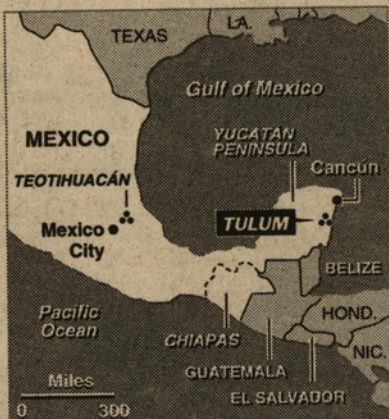 TEXAS
LA.
Gulf of Mexico
MEXICO
YUCATAN
PENINSULA
TEOTIHUACÁN
Cancún
Mexico
City
TULUM
BELIZE
Pacific
Ocean
HOND.
CHIAPAS
GUATEMALA
NIC.
Miles
EL SALVADOR
0 300